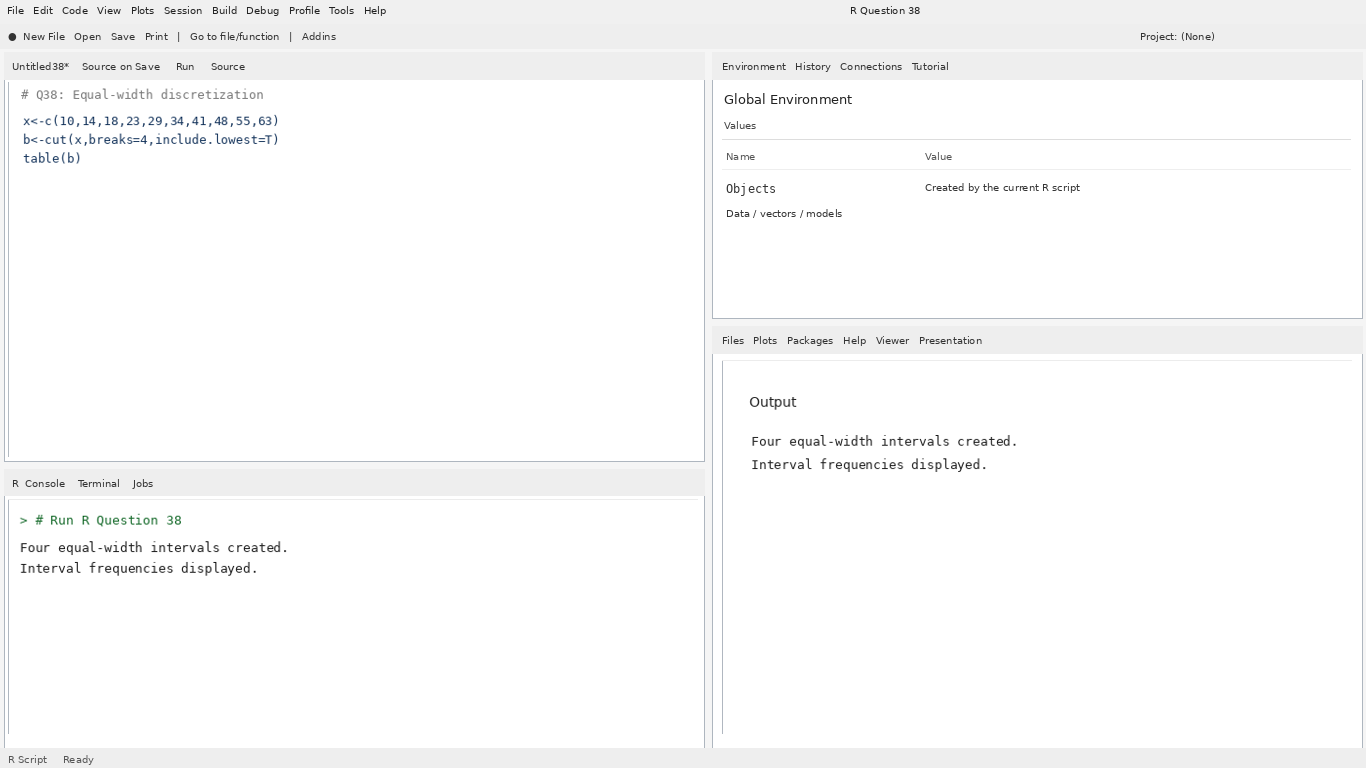 File Edit Code View Plots Session Build Debug Profile Tools Help
R Question 38
● New File Open Save Print | Go to file/function | Addins
Project: (None)
Untitled38* Source on Save Run Source
# Q38: Equal-width discretization
x<-c(10,14,18,23,29,34,41,48,55,63)
b<-cut(x,breaks=4,include.lowest=T)
table(b)
R Console Terminal Jobs
> # Run R Question 38
Four equal-width intervals created.
Interval frequencies displayed.
Environment History Connections Tutorial
Global Environment
Values
Name Value
Objects Created by the current R script
Data / vectors / models
Files Plots Packages Help Viewer Presentation
Output
Four equal-width intervals created.
Interval frequencies displayed.
R Script Ready